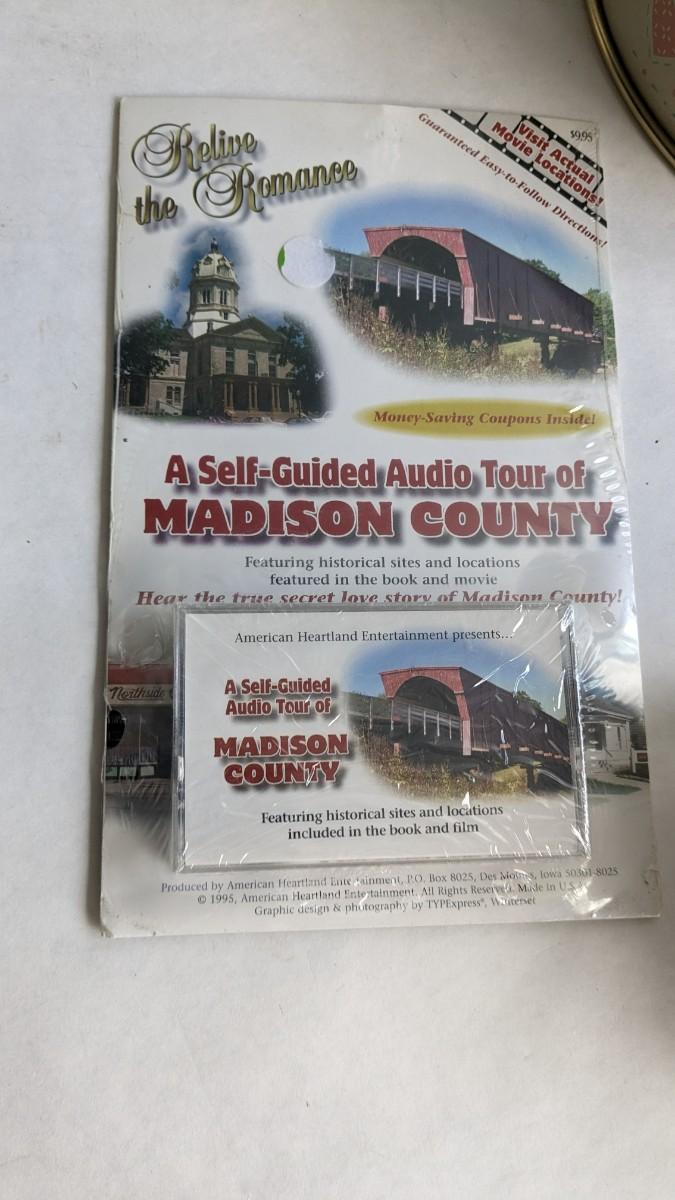 Relive
the Romance
$9.95
Visit Actual
Movie Locations!
Guaranteed Easy-to-Follow Directions!
Money-Saving Coupons Inside!
A Self-Guided Audio Tour of
MADISON COUNTY
Featuring historical sites and locations
featured in the book and movie
Hear the true secret love story of Madison County!
American Heartland Entertainment presents...
A Self-Guided
Audio Tour of
MADISON
COUNTY
Featuring historical sites and locations
included in the book and film
Northside
Produced by American Heartland Entertainment, P.O. Box 8025, Des Moines, Iowa 50301-8025
© 1995, American Heartland Entertainment. All Rights Reserved. Made in U.S.A.
Graphic design & photography by TYPExpress®, Winterset